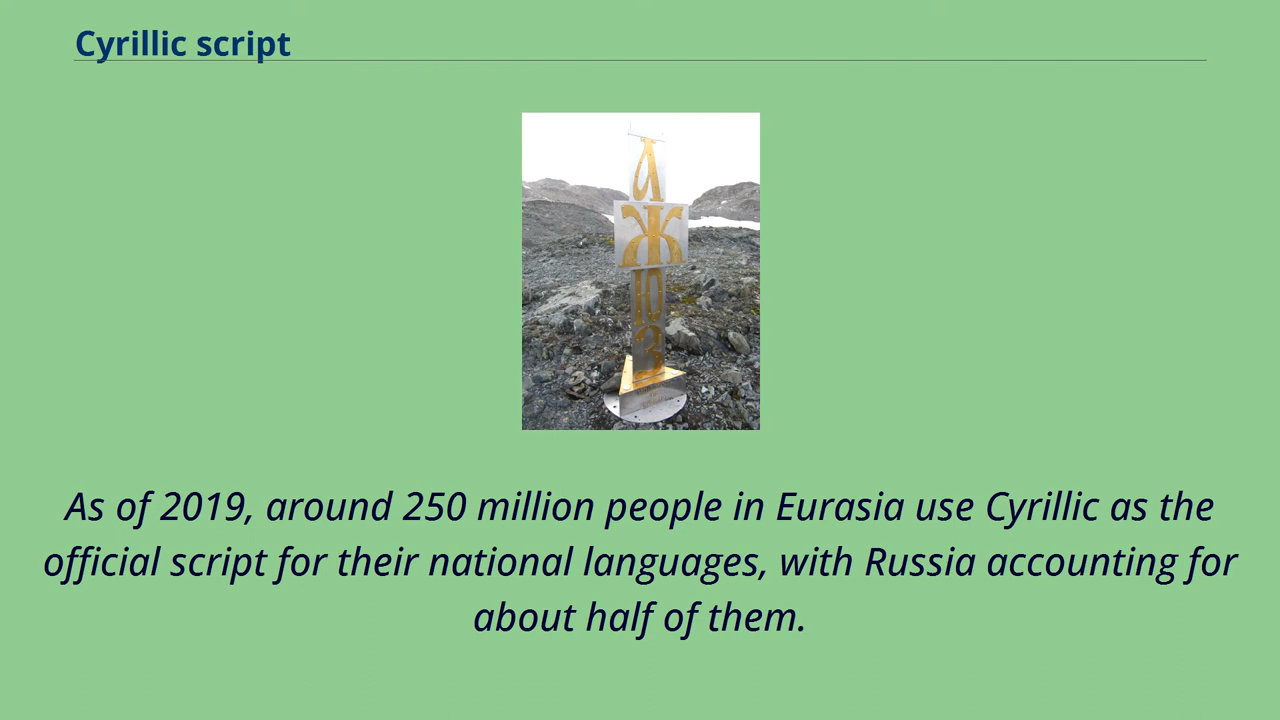 Cyrillic script
А
Ж
Ю
З
As of 2019, around 250 million people in Eurasia use Cyrillic as the
official script for their national languages, with Russia accounting for
about half of them.